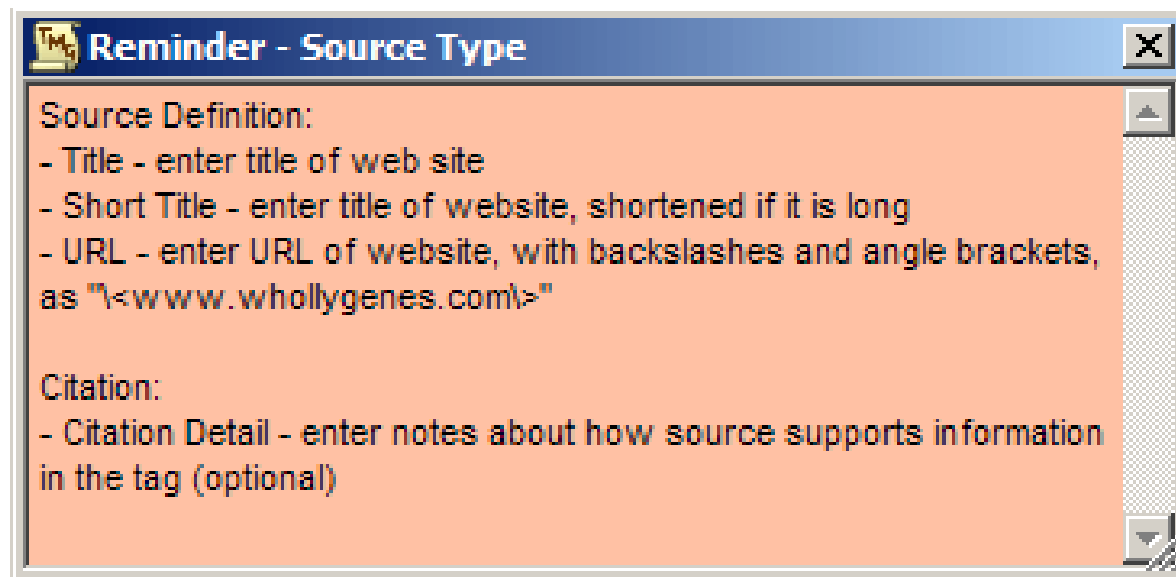 TMG Reminder - Source Type
Source Definition:
- Title - enter title of web site
- Short Title - enter title of website, shortened if it is long
- URL - enter URL of website, with backslashes and angle brackets,
as "\<www.whollygenes.com\>"
Citation:
- Citation Detail - enter notes about how source supports information
in the tag (optional)